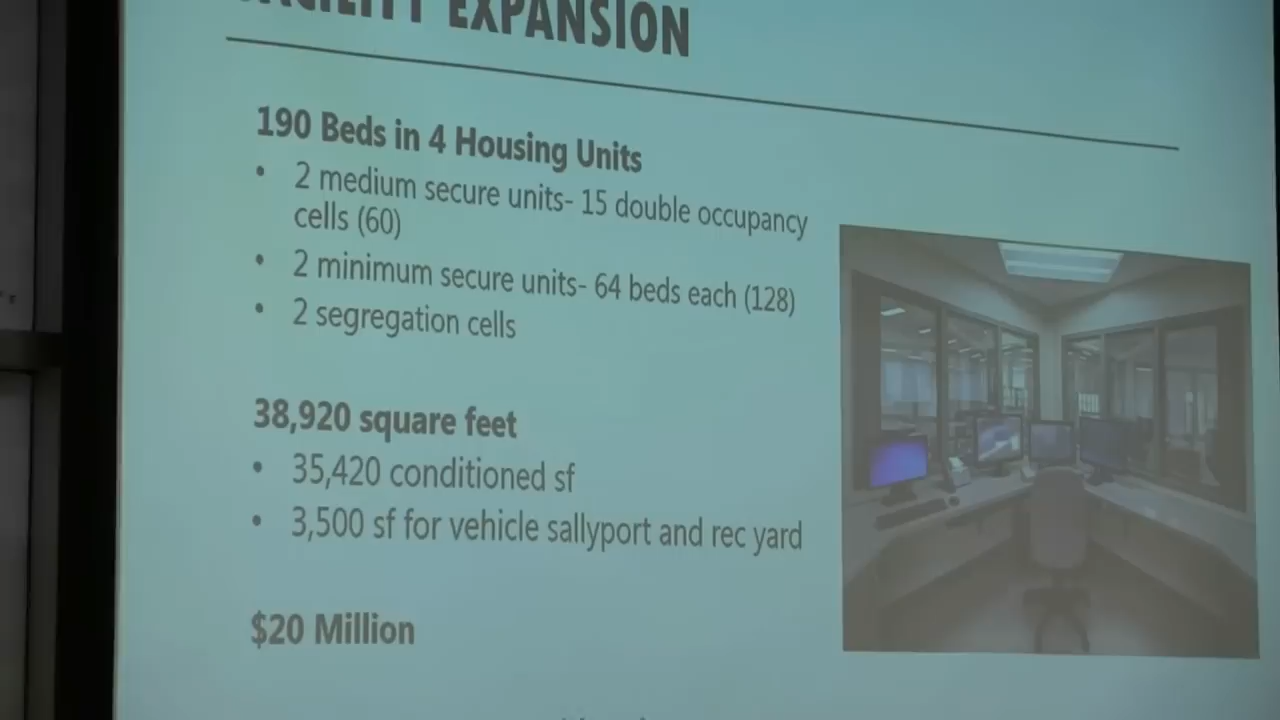 FACILITY EXPANSION
190 Beds in 4 Housing Units
• 2 medium secure units- 15 double occupancy
cells (60)
• 2 minimum secure units- 64 beds each (128)
• 2 segregation cells
38,920 square feet
• 35,420 conditioned sf
• 3,500 sf for vehicle sallyport and rec yard
$20 Million